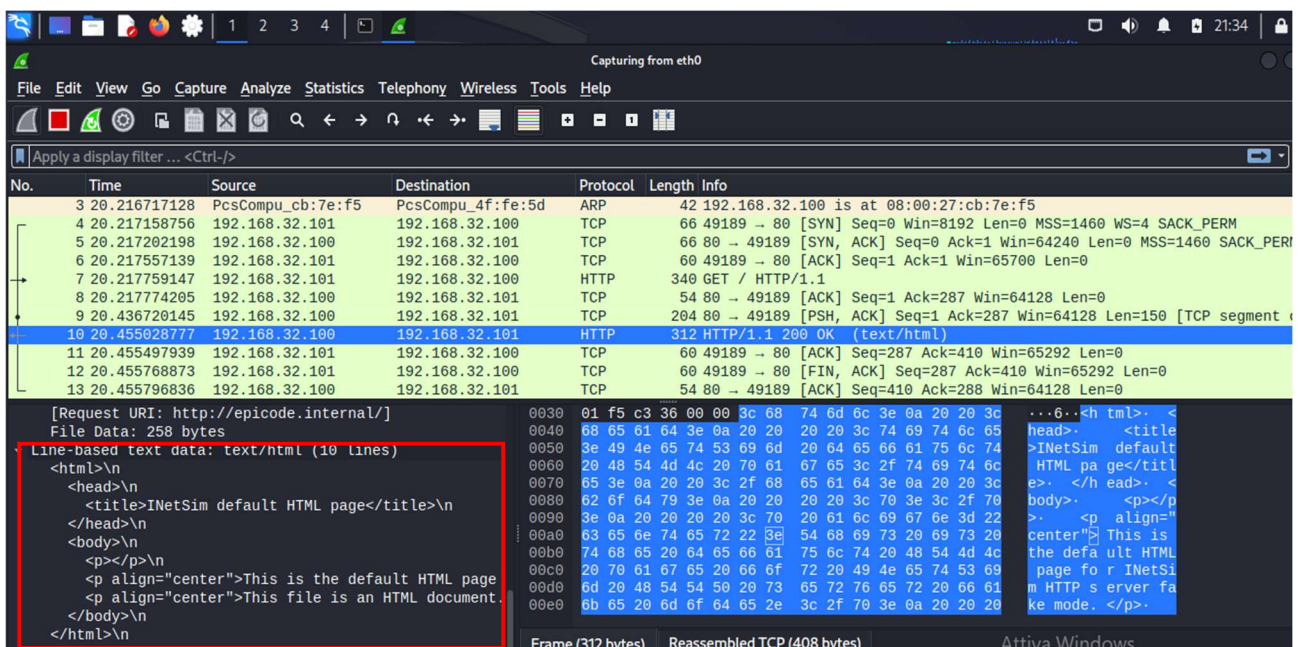 1 2 3 4 21:34
Capturing from eth0
File Edit View Go Capture Analyze Statistics Telephony Wireless Tools Help
Apply a display filter ... <Ctrl-/>
No. Time Source Destination Protocol Length Info
3 20.216717128 PcsCompu_cb:7e:f5 PcsCompu_4f:fe:5d ARP 42 192.168.32.100 is at 08:00:27:cb:7e:f5
4 20.217158756 192.168.32.101 192.168.32.100 TCP 66 49189 → 80 [SYN] Seq=0 Win=8192 Len=0 MSS=1460 WS=4 SACK_PERM
5 20.217202198 192.168.32.100 192.168.32.101 TCP 66 80 → 49189 [SYN, ACK] Seq=0 Ack=1 Win=64240 Len=0 MSS=1460 SACK_PERM
6 20.217557139 192.168.32.101 192.168.32.100 TCP 60 49189 → 80 [ACK] Seq=1 Ack=1 Win=65700 Len=0
7 20.217759147 192.168.32.101 192.168.32.100 HTTP 340 GET / HTTP/1.1
8 20.217774205 192.168.32.100 192.168.32.101 TCP 54 80 → 49189 [ACK] Seq=1 Ack=287 Win=64128 Len=0
9 20.436720145 192.168.32.100 192.168.32.101 TCP 204 80 → 49189 [PSH, ACK] Seq=1 Ack=287 Win=64128 Len=150 [TCP segment
10 20.455028777 192.168.32.100 192.168.32.101 HTTP 312 HTTP/1.1 200 OK (text/html)
11 20.455497939 192.168.32.101 192.168.32.100 TCP 60 49189 → 80 [ACK] Seq=287 Ack=410 Win=65292 Len=0
12 20.455768873 192.168.32.101 192.168.32.100 TCP 60 49189 → 80 [FIN, ACK] Seq=287 Ack=410 Win=65292 Len=0
13 20.455796836 192.168.32.100 192.168.32.101 TCP 54 80 → 49189 [ACK] Seq=410 Ack=288 Win=64128 Len=0
[Request URI: http://epicode.internal/]
File Data: 258 bytes
Line-based text data: text/html (10 lines)
<html>\n
<head>\n
<title>INetSim default HTML page</title>\n
</head>\n
<body>\n
<p></p>\n
<p align="center">This is the default HTML page
<p align="center">This file is an HTML document.
</body>\n
</html>\n
0030 01 f5 c3 36 00 00 3c 68 74 6d 6c 3e 0a 20 20 3c ···6··<h tml>· <
0040 68 65 61 64 3e 0a 20 20 20 20 3c 74 69 74 6c 65 head>· <title
0050 3e 49 4e 65 74 53 69 6d 20 64 65 66 61 75 6c 74 >INetSim default
0060 20 48 54 4d 4c 20 70 61 67 65 3c 2f 74 69 74 6c HTML pa ge</titl
0070 65 3e 0a 20 20 3c 2f 68 65 61 64 3e 0a 20 20 3c e>· </h ead>· <
0080 62 6f 64 79 3e 0a 20 20 20 20 3c 70 3e 3c 2f 70 body>· <p></p
0090 3e 0a 20 20 20 20 3c 70 20 61 6c 69 67 6e 3d 22 >· <p align="
00a0 63 65 6e 74 65 72 22 3e 54 68 69 73 20 69 73 20 center"> This is
00b0 74 68 65 20 64 65 66 61 75 6c 74 20 48 54 4d 4c the defa ult HTML
00c0 20 70 61 67 65 20 66 6f 72 20 49 4e 65 74 53 69 page fo r INetSi
00d0 6d 20 48 54 54 50 20 73 65 72 76 65 72 20 66 61 m HTTP s erver fa
00e0 6b 65 20 6d 6f 64 65 2e 3c 2f 70 3e 0a 20 20 20 ke mode. </p>·
Frame (312 bytes) Reassembled TCP (408 bytes)
Attiva Windows